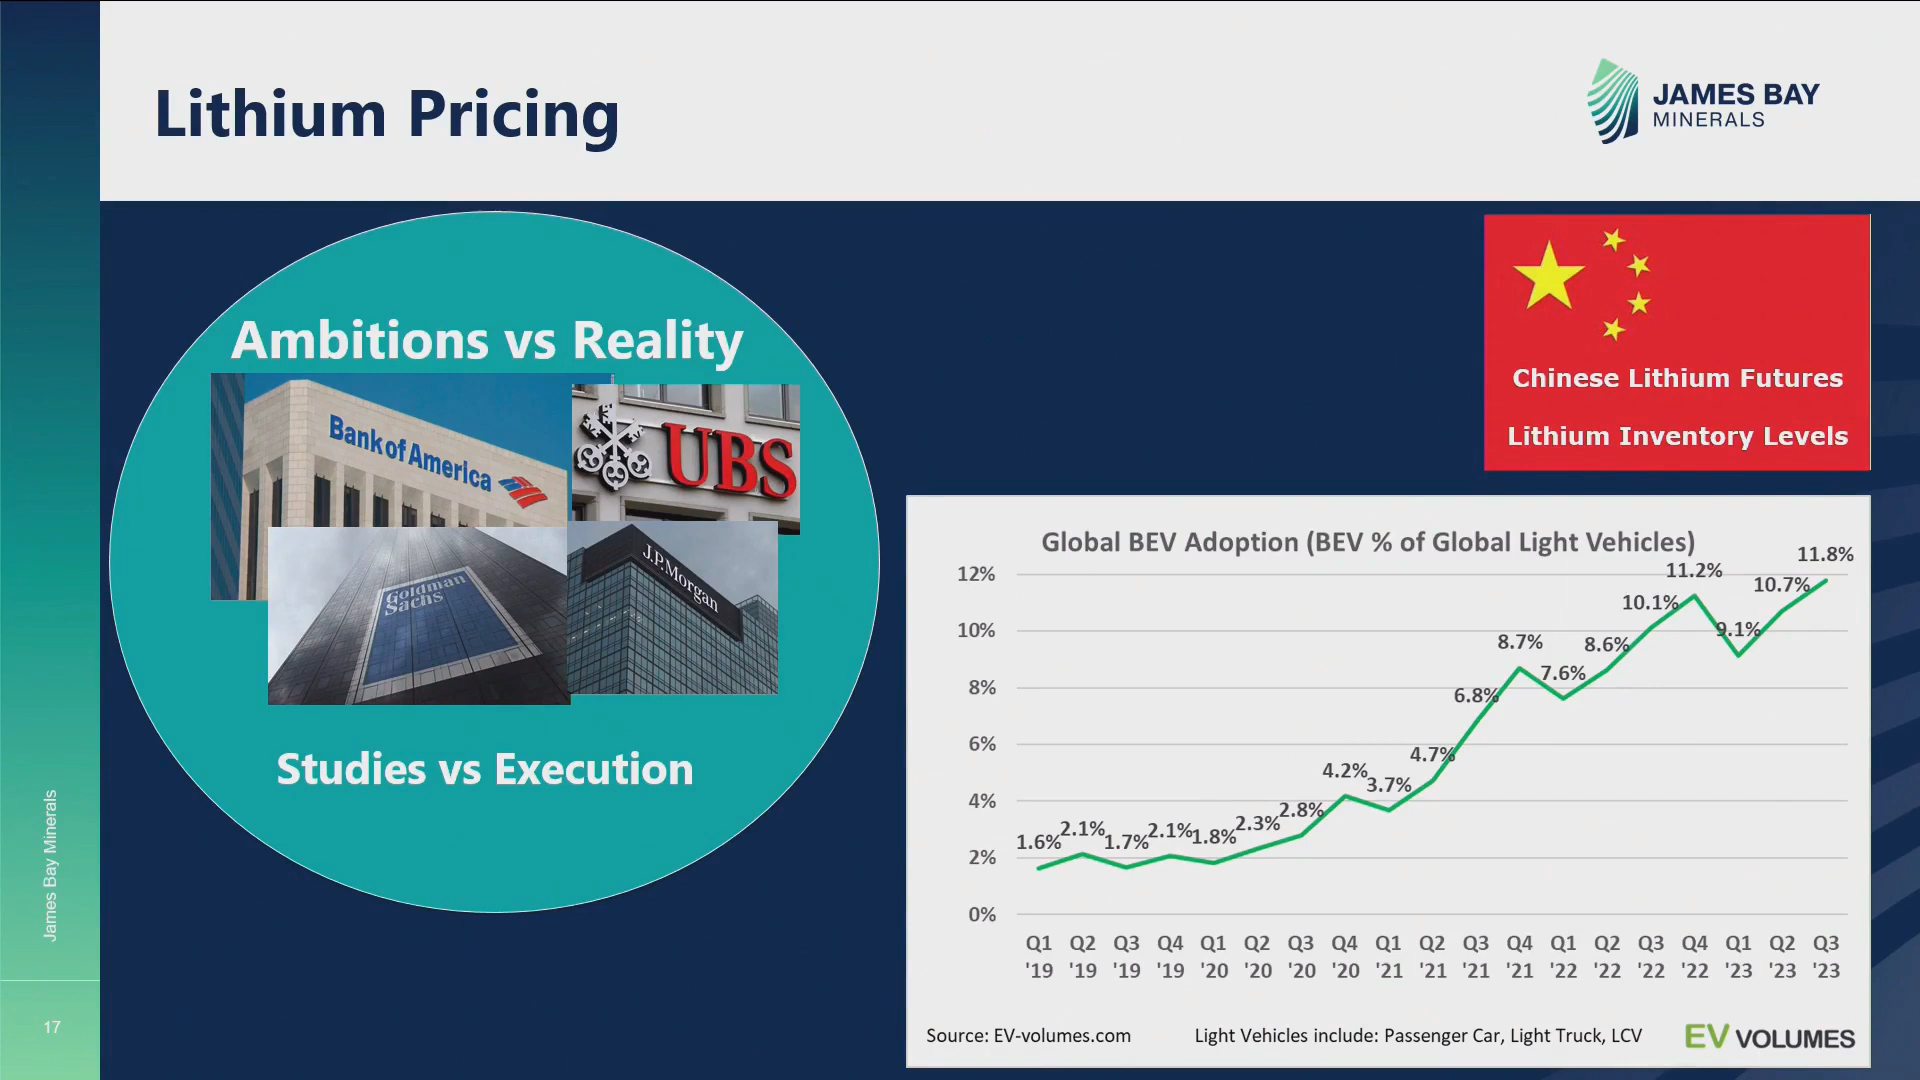 Lithium Pricing
JAMES BAY
MINERALS
Ambitions vs Reality
Bank of America
UBS
Goldman
Sachs
J.P.Morgan
Studies vs Execution
Chinese Lithium Futures
Lithium Inventory Levels
Global BEV Adoption (BEV % of Global Light Vehicles)
12%
10%
8%
6%
4%
2%
0%
1.6%
2.1%
1.7%
2.1%
1.8%
2.3%
2.8%
4.2%
3.7%
4.7%
6.8%
8.7%
7.6%
8.6%
10.1%
11.2%
9.1%
10.7%
11.8%
Q1 Q2 Q3 Q4 Q1 Q2 Q3 Q4 Q1 Q2 Q3 Q4 Q1 Q2 Q3 Q4 Q1 Q2 Q3
'19 '19 '19 '19 '20 '20 '20 '20 '21 '21 '21 '21 '22 '22 '22 '22 '23 '23 '23
Source: EV-volumes.com
Light Vehicles include: Passenger Car, Light Truck, LCV
EV VOLUMES
James Bay Minerals
17